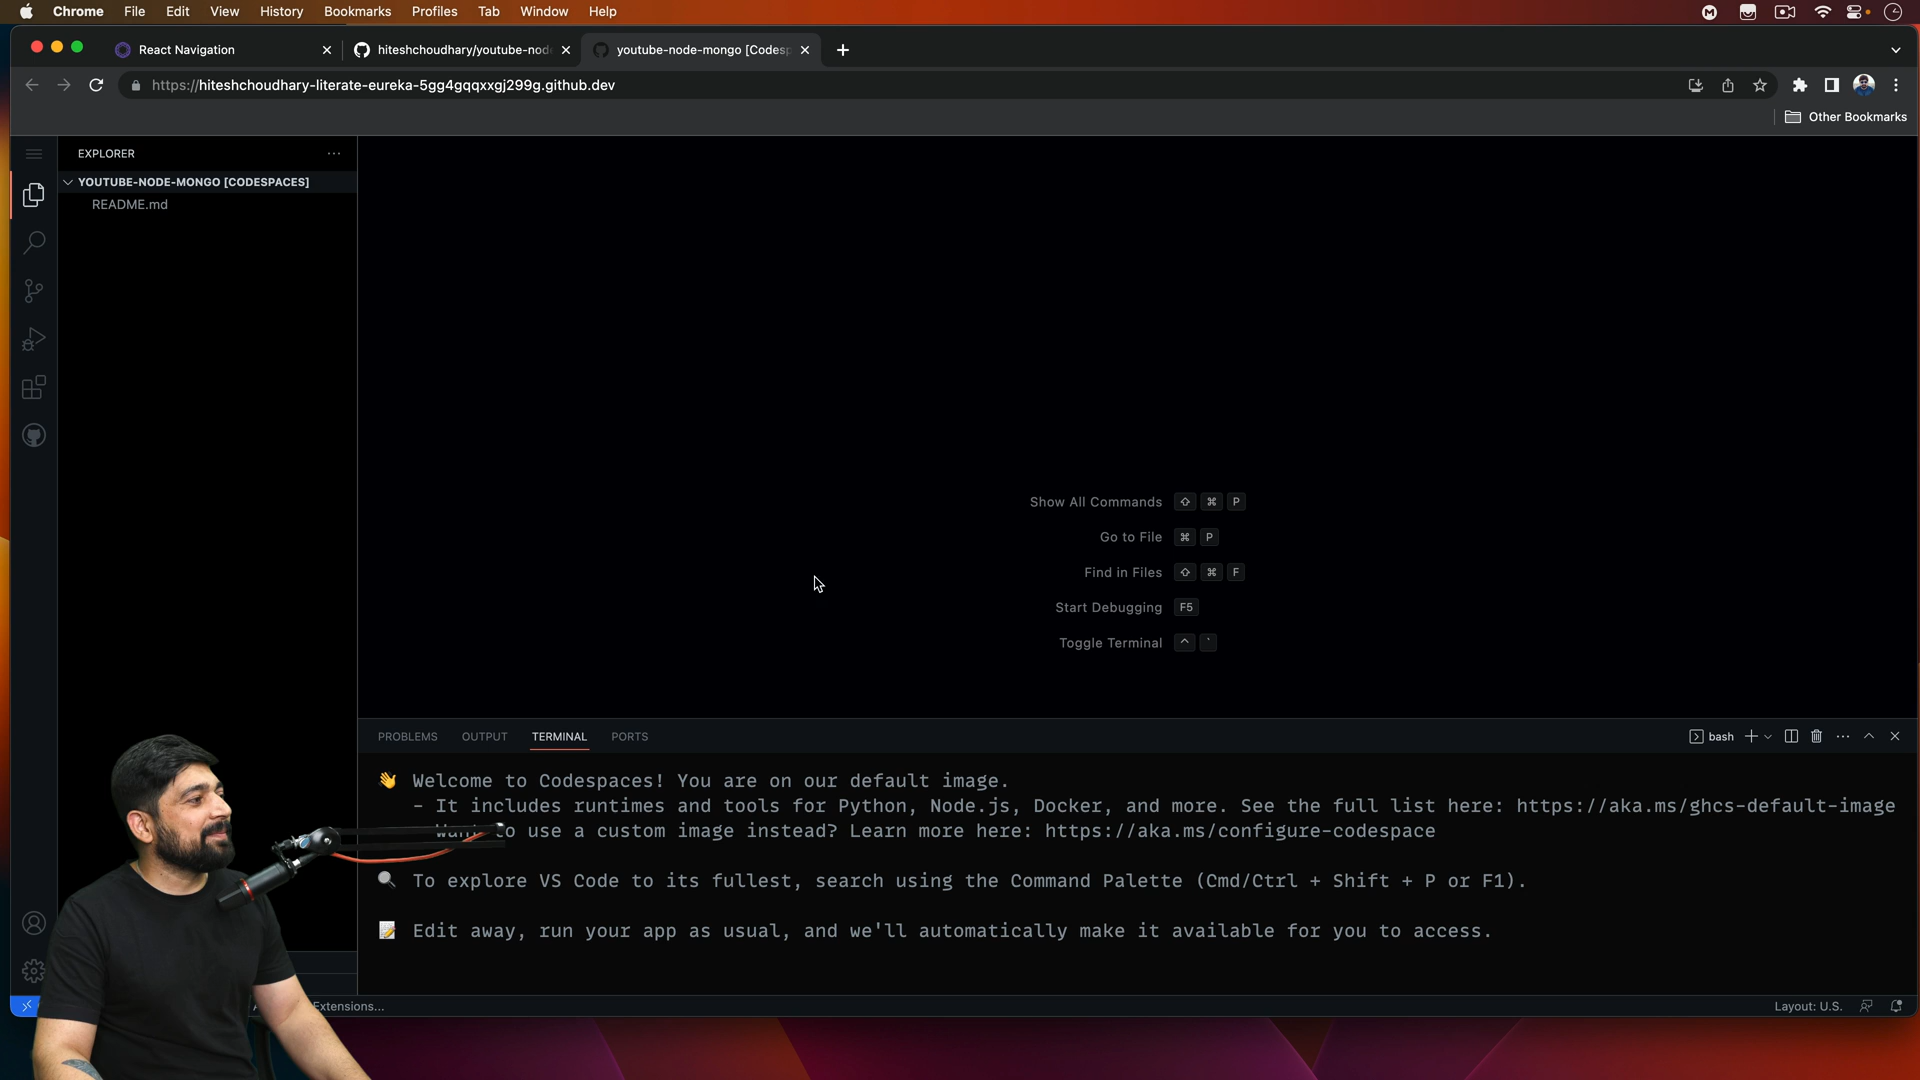 Chrome File Edit View History Bookmarks Profiles Tab Window Help
React Navigation
hiteshchoudhary/youtube-nod
youtube-node-mongo [Codesp
https://hiteshchoudhary-literate-eureka-5gg4gqqxxgj299g.github.dev
Other Bookmarks
EXPLORER
YOUTUBE-NODE-MONGO [CODESPACES]
README.md
Show All Commands ⇧ ⌘ P
Go to File ⌘ P
Find in Files ⇧ ⌘ F
Start Debugging F5
Toggle Terminal ^ `
PROBLEMS OUTPUT TERMINAL PORTS
bash
👋 Welcome to Codespaces! You are on our default image.
- It includes runtimes and tools for Python, Node.js, Docker, and more. See the full list here: https://aka.ms/ghcs-default-image
to use a custom image instead? Learn more here: https://aka.ms/configure-codespace
🔍 To explore VS Code to its fullest, search using the Command Palette (Cmd/Ctrl + Shift + P or F1).
📝 Edit away, run your app as usual, and we'll automatically make it available for you to access.
Extensions...
Layout: U.S.